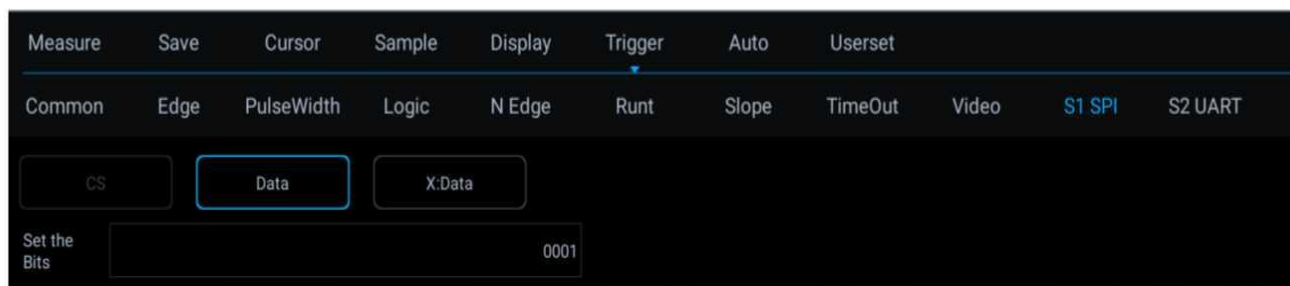 Measure Save Cursor Sample Display Trigger Auto Userset
Common Edge PulseWidth Logic N Edge Runt Slope TimeOut Video S1 SPI S2 UART
CS Data X:Data
Set the
Bits
0001